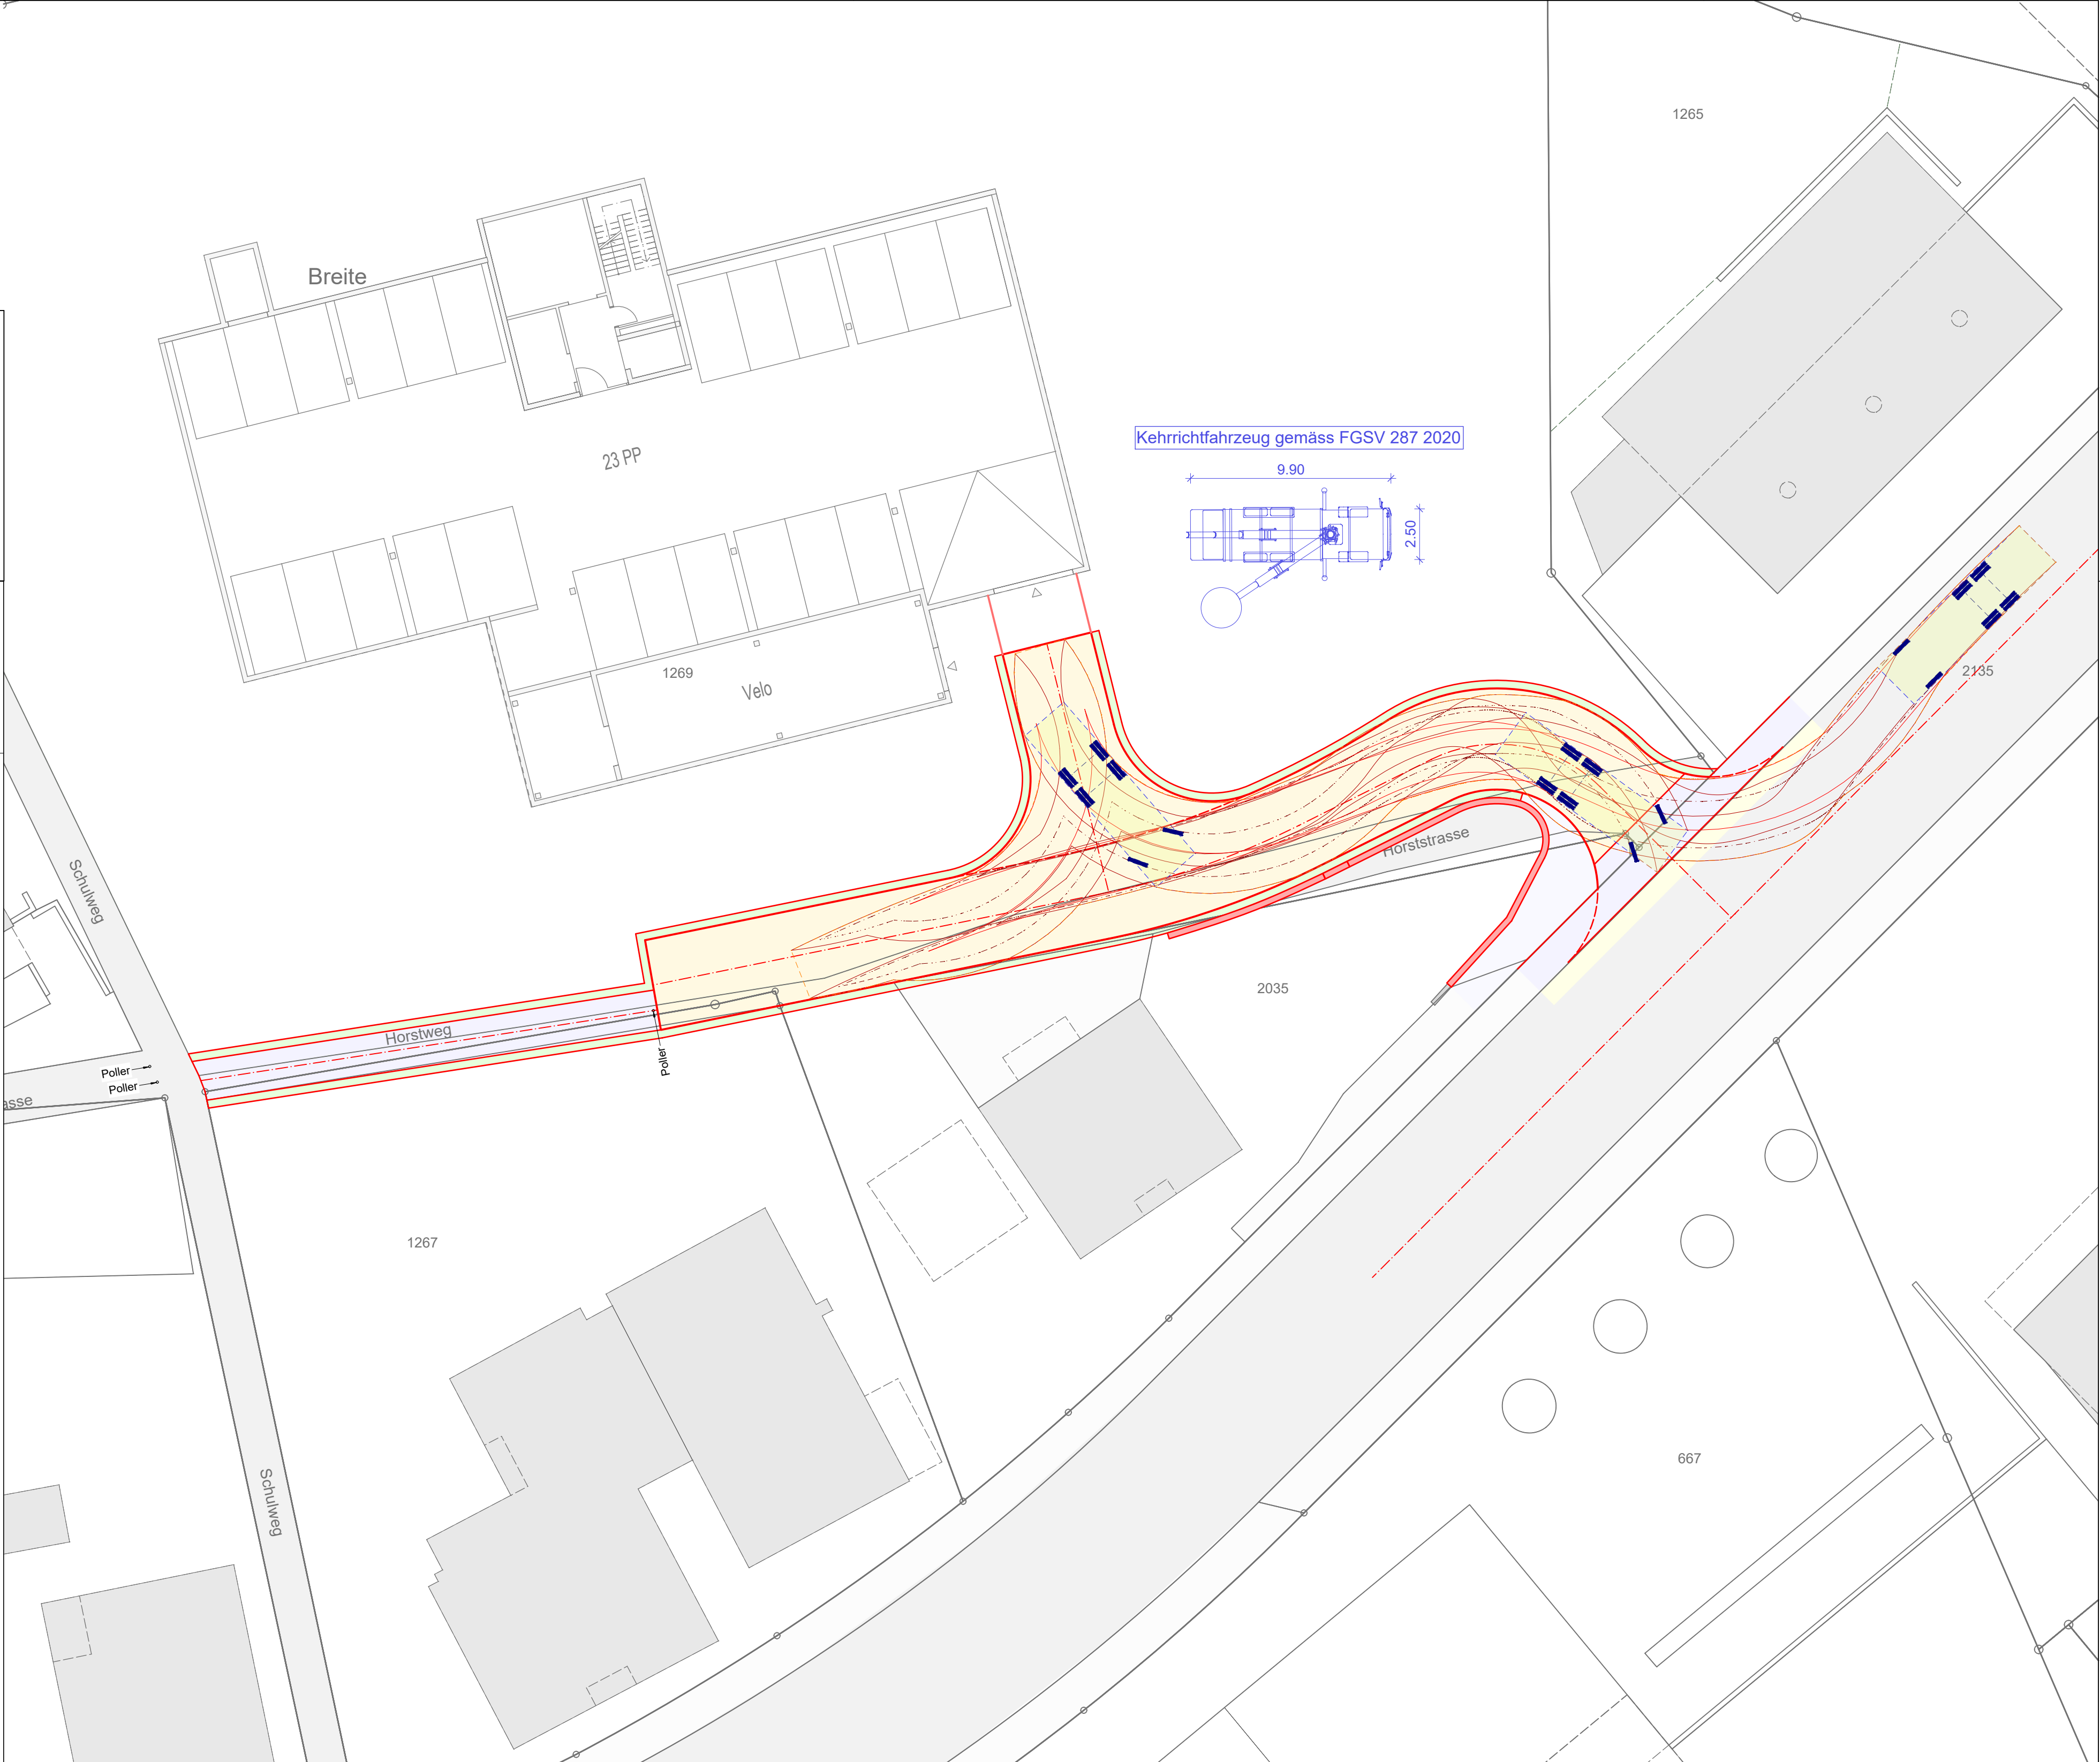 1265
Breite
Kehrrichtfahrzeug gemäss FGSV 287 2020
23 PP
9.90
2.50
1269
2135
Velo
Horststrasse
Schulweg
2035
Horstweg
Poller
Poller
Poller
asse
1267
667
Schulweg